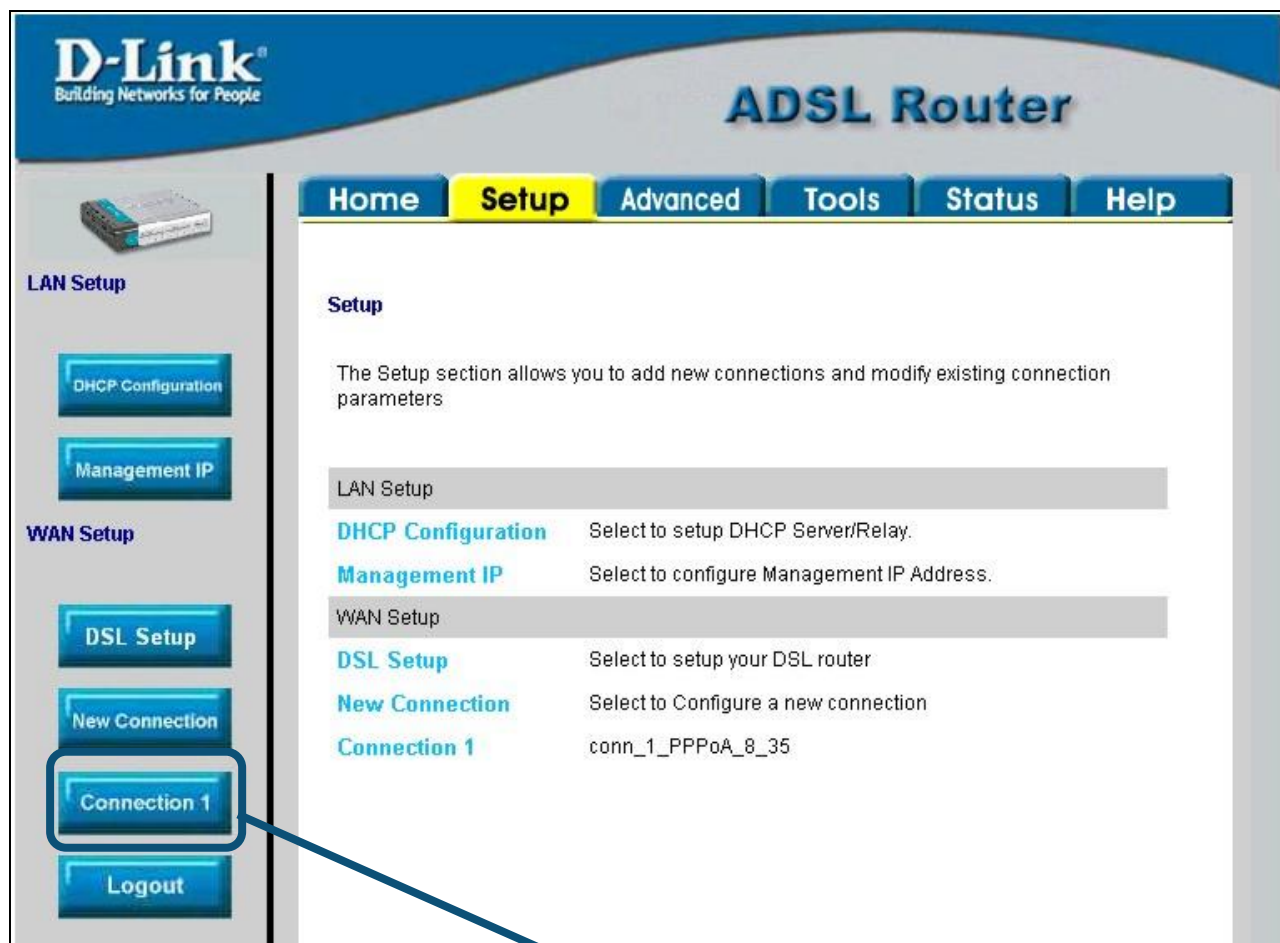 D-Link®
Building Networks for People
ADSL Router
Home Setup Advanced Tools Status Help
LAN Setup
DHCP Configuration
Management IP
WAN Setup
DSL Setup
New Connection
Connection 1
Logout
Setup
The Setup section allows you to add new connections and modify existing connection
parameters
LAN Setup
DHCP Configuration Select to setup DHCP Server/Relay.
Management IP Select to configure Management IP Address.
WAN Setup
DSL Setup Select to setup your DSL router
New Connection Select to Configure a new connection
Connection 1 conn_1_PPPoA_8_35